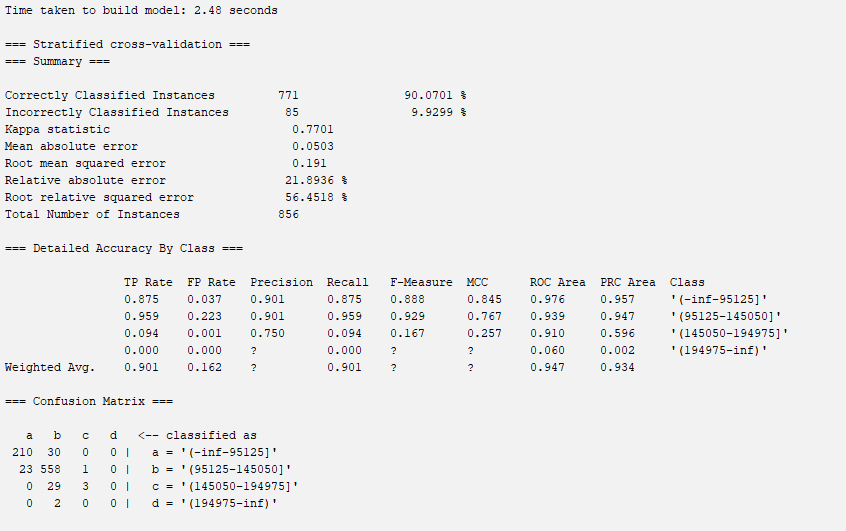 Time taken to build model: 2.48 seconds
=== Stratified cross-validation ===
=== Summary ===
Correctly Classified Instances 771 90.0701 %
Incorrectly Classified Instances 85 9.9299 %
Kappa statistic 0.7701
Mean absolute error 0.0503
Root mean squared error 0.191
Relative absolute error 21.8936 %
Root relative squared error 56.4518 %
Total Number of Instances 856
=== Detailed Accuracy By Class ===
TP Rate FP Rate Precision Recall F-Measure MCC ROC Area PRC Area Class
0.875 0.037 0.901 0.875 0.888 0.845 0.976 0.957 '(-inf-95125]'
0.959 0.223 0.901 0.959 0.929 0.767 0.939 0.947 '(95125-145050]'
0.094 0.001 0.750 0.094 0.167 0.257 0.910 0.596 '(145050-194975]'
0.000 0.000 ? 0.000 ? ? 0.060 0.002 '(194975-inf)'
Weighted Avg. 0.901 0.162 ? 0.901 ? ? 0.947 0.934
=== Confusion Matrix ===
a b c d <-- classified as
210 30 0 0 | a = '(-inf-95125]'
23 558 1 0 | b = '(95125-145050]'
0 29 3 0 | c = '(145050-194975]'
0 2 0 0 | d = '(194975-inf)'